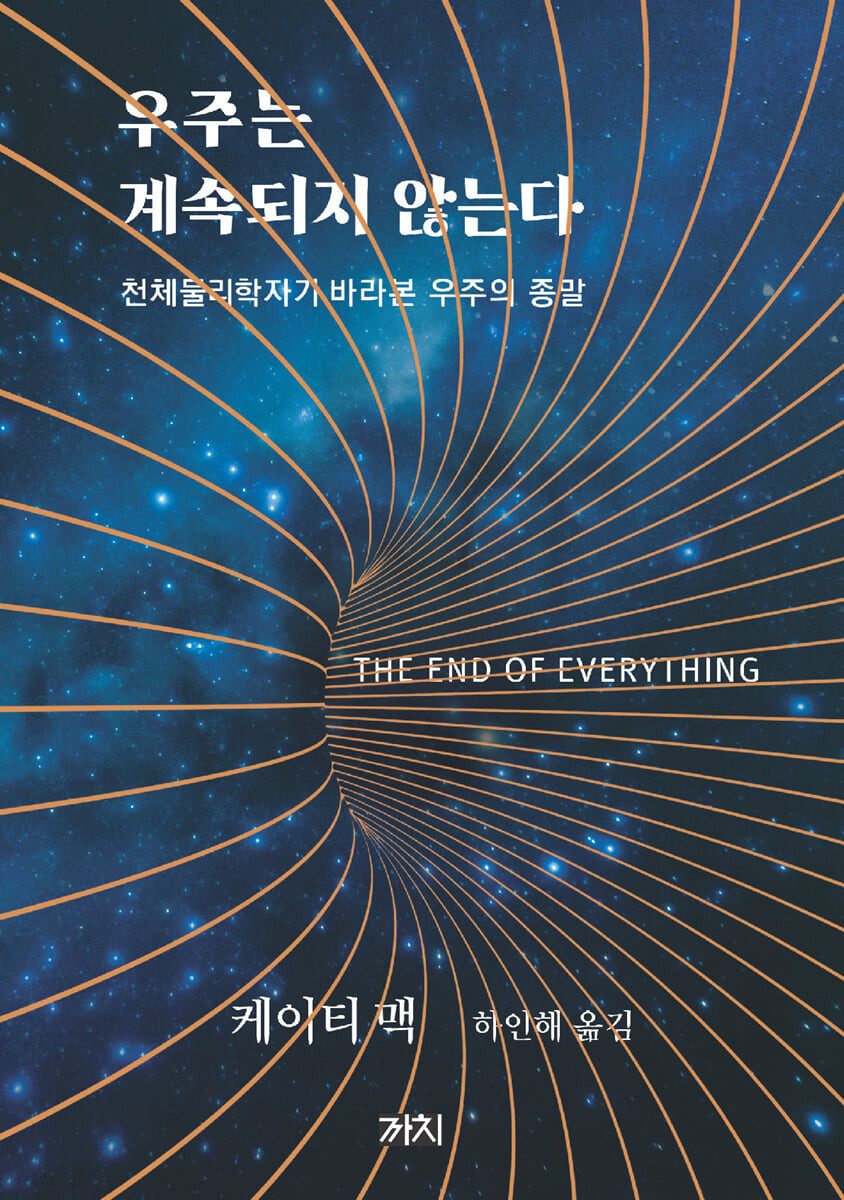 우주는
계속되지 않는다
천체물리학자가 바라본 우주의 종말
THE END OF EVERYTHING
케이티 맥 하인해 옮김
까치